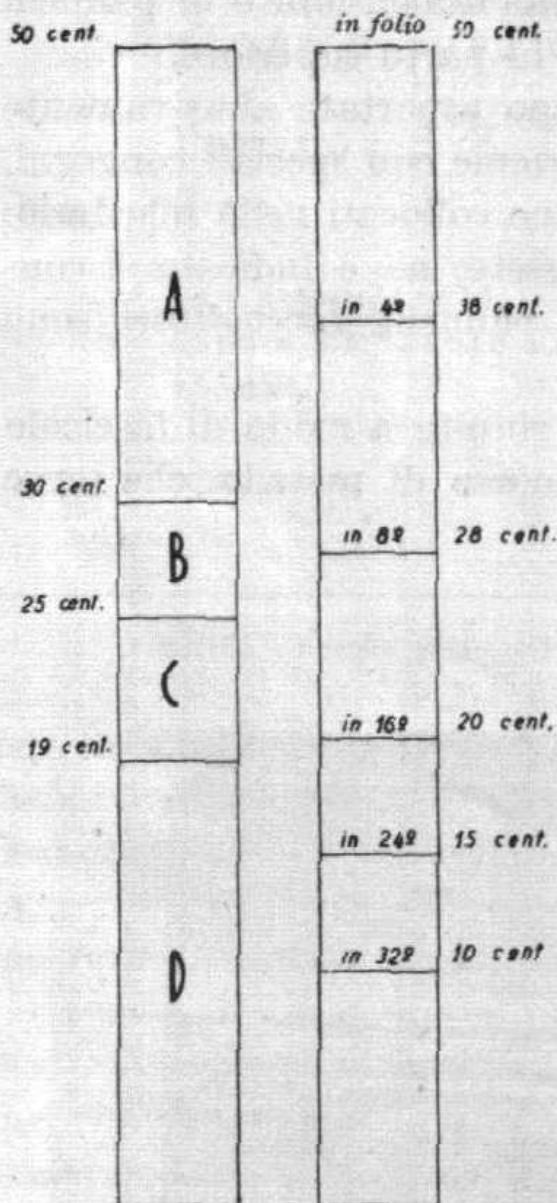 50 cent. in folio 50 cent.
A
in 4º 38 cent.
30 cent.
B in 8º 28 cent.
25 cent.
C
in 16º 20 cent.
19 cent.
in 24º 15 cent.
D in 32º 10 cent